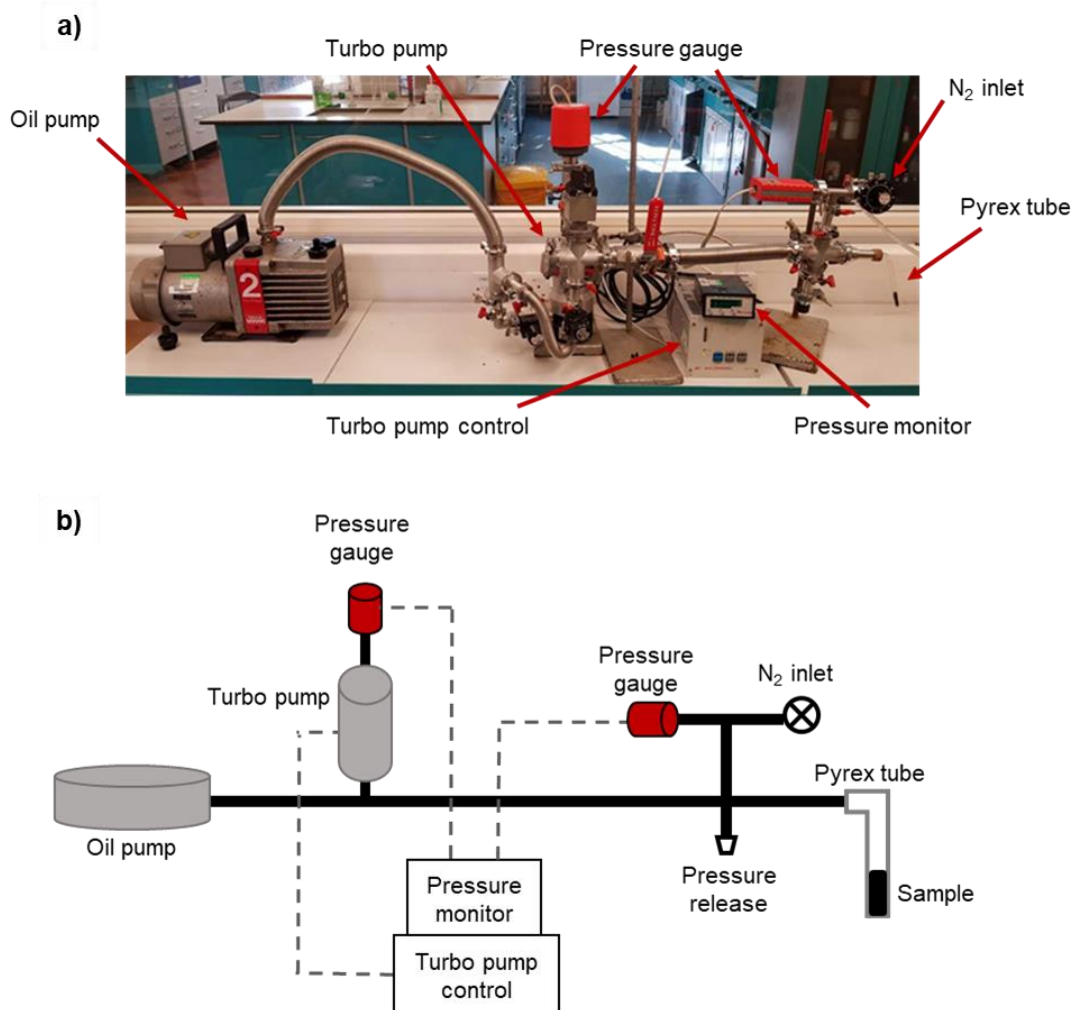 a)
Turbo pump
Pressure gauge
N₂ inlet
Oil pump
Pyrex tube
2
Turbo pump control
Pressure monitor
b)
Pressure
gauge
Pressure
gauge
N₂ inlet
Turbo pump
Pyrex tube
Oil pump
Pressure
monitor
Pressure
release
Sample
Turbo pump
control